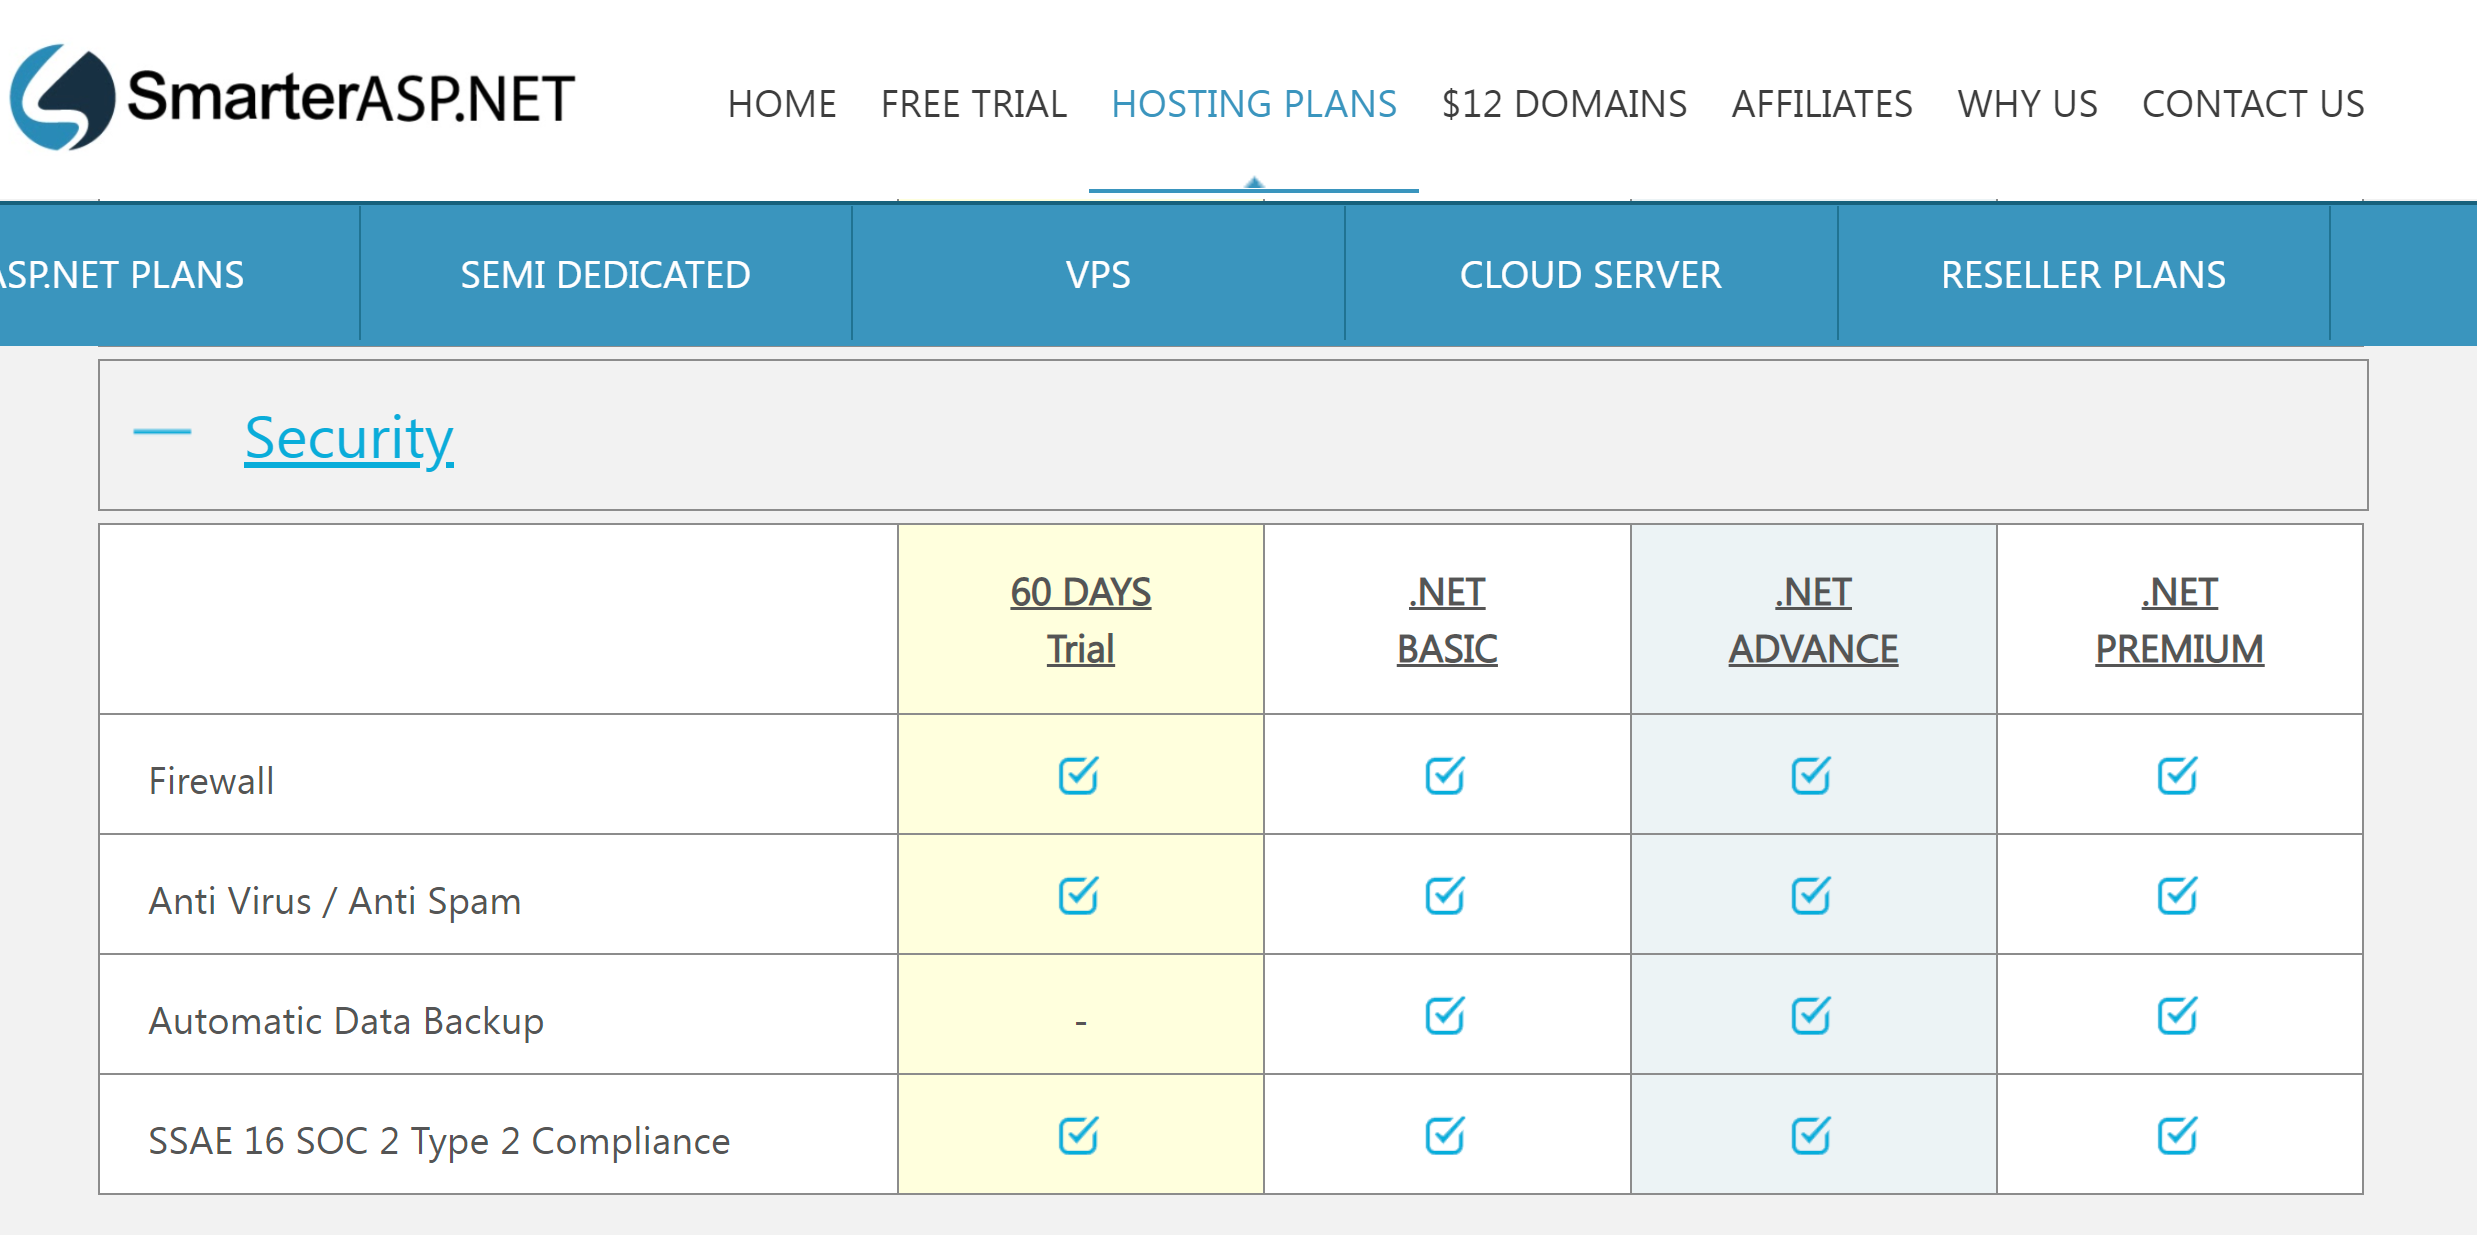 SmarterASP.NET
HOME FREE TRIAL HOSTING PLANS $12 DOMAINS AFFILIATES WHY US CONTACT US
ASP.NET PLANS SEMI DEDICATED VPS CLOUD SERVER RESELLER PLANS
Security
60 DAYS Trial
.NET BASIC
.NET ADVANCE
.NET PREMIUM
Firewall
Anti Virus / Anti Spam
Automatic Data Backup -
SSAE 16 SOC 2 Type 2 Compliance